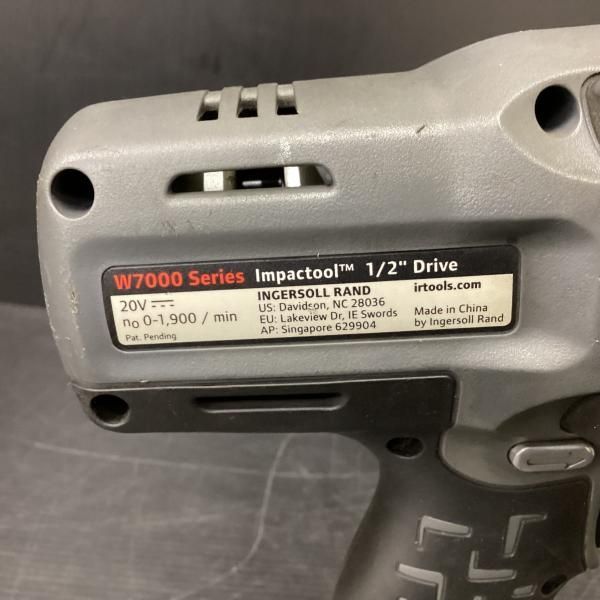 W7000 Series Impactool™ 1/2" Drive
20V
n₀ 0-1,900 / min
Pat. Pending
INGERSOLL RAND
US: Davidson, NC 28036
EU: Lakeview Dr, IE Swords
AP: Singapore 629904
irtools.com
Made in China
by Ingersoll Rand